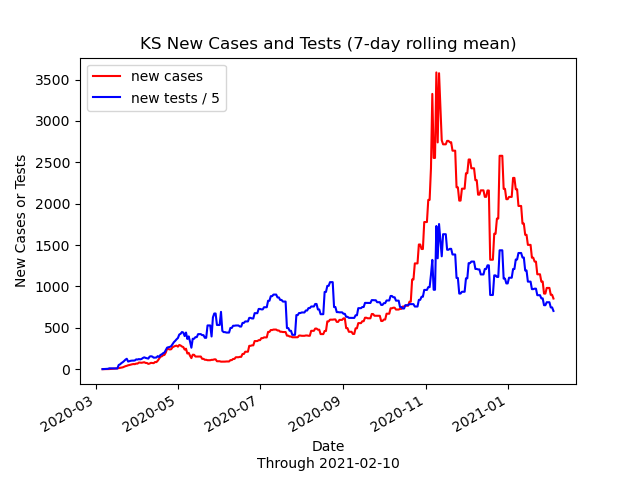 KS New Cases and Tests (7-day rolling mean)
new cases
new tests / 5
New Cases or Tests
3500
3000
2500
2000
1500
1000
500
0
2020-03
2020-05
2020-07
2020-09
2020-11
2021-01
Date
Through 2021-02-10